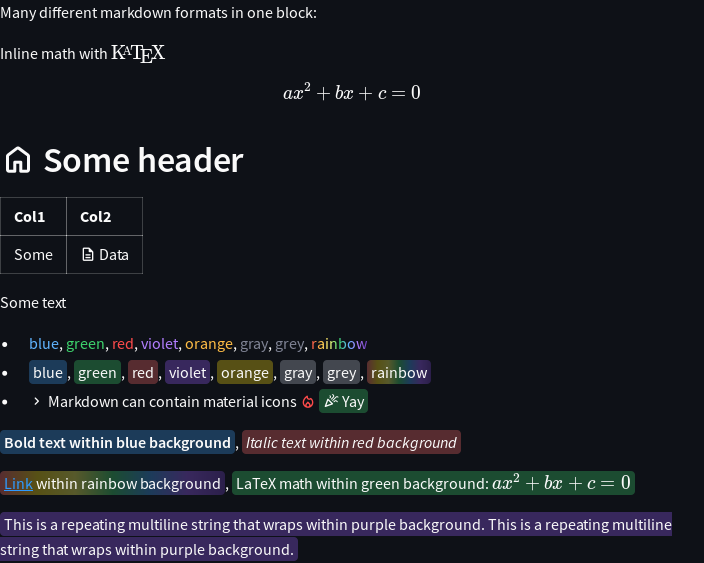 Many different markdown formats in one block:
Inline math with KATEX
ax² + bx + c = 0
Some header
Col1 Col2
Some Data
Some text
blue, green, red, violet, orange, gray, grey, rainbow
blue, green, red, violet, orange, gray, grey, rainbow
Markdown can contain material icons Yay
Bold text within blue background, Italic text within red background
Link within rainbow background, LaTeX math within green background: ax² + bx + c = 0
This is a repeating multiline string that wraps within purple background. This is a repeating multiline
string that wraps within purple background.